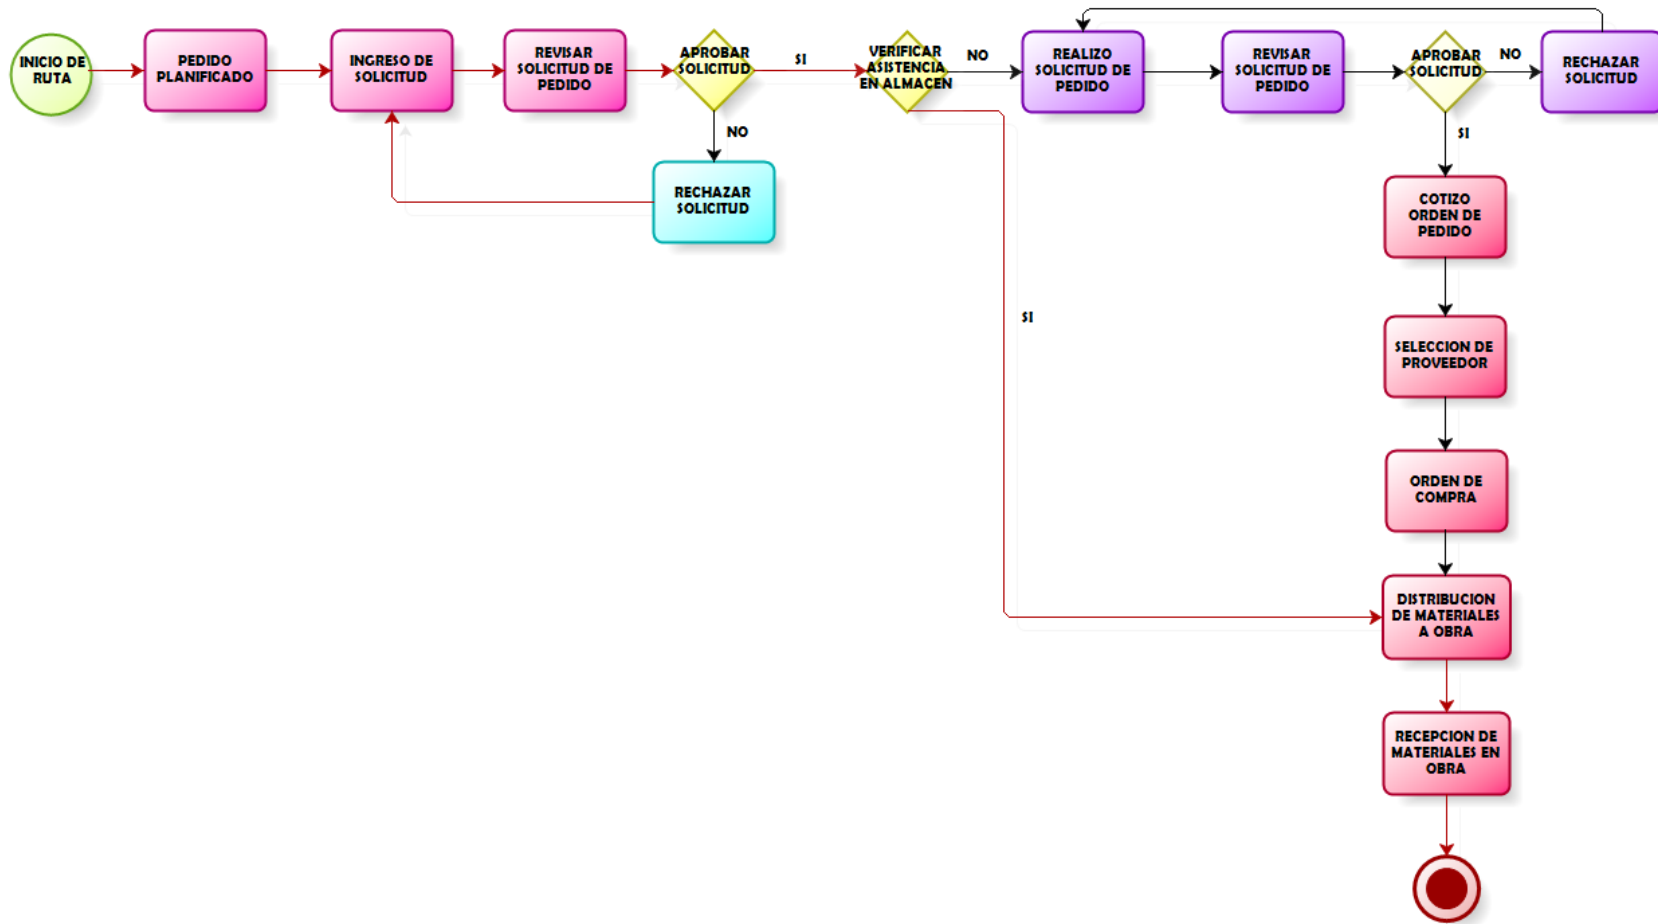 INICIO DE
RUTA
PEDIDO
PLANIFICADO
INGRESO DE
SOLICITUD
REVISAR
SOLICITUD DE
PEDIDO
APROBAR
SOLICITUD
SI
NO
RECHAZAR
SOLICITUD
VERIFICAR
ASISTENCIA
EN ALMACEN
NO
SI
REALIZO
SOLICITUD DE
PEDIDO
REVISAR
SOLICITUD DE
PEDIDO
APROBAR
SOLICITUD
NO
RECHAZAR
SOLICITUD
SI
COTIZO
ORDEN DE
PEDIDO
SELECCION DE
PROVEEDOR
ORDEN DE
COMPRA
DISTRIBUCION
DE MATERIALES
A OBRA
RECEPCION DE
MATERIALES EN
OBRA